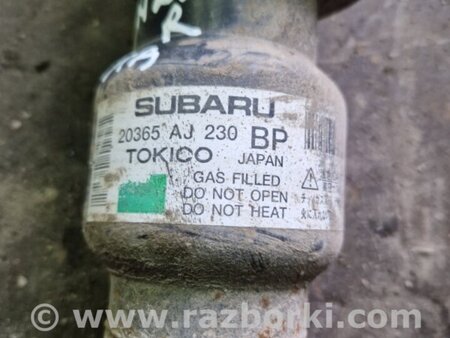 SUBARU
20365 AJ 230 BP
TOKICO JAPAN
GAS FILLED
DO NOT OPEN
DO NOT HEAT
© www.razborki.com